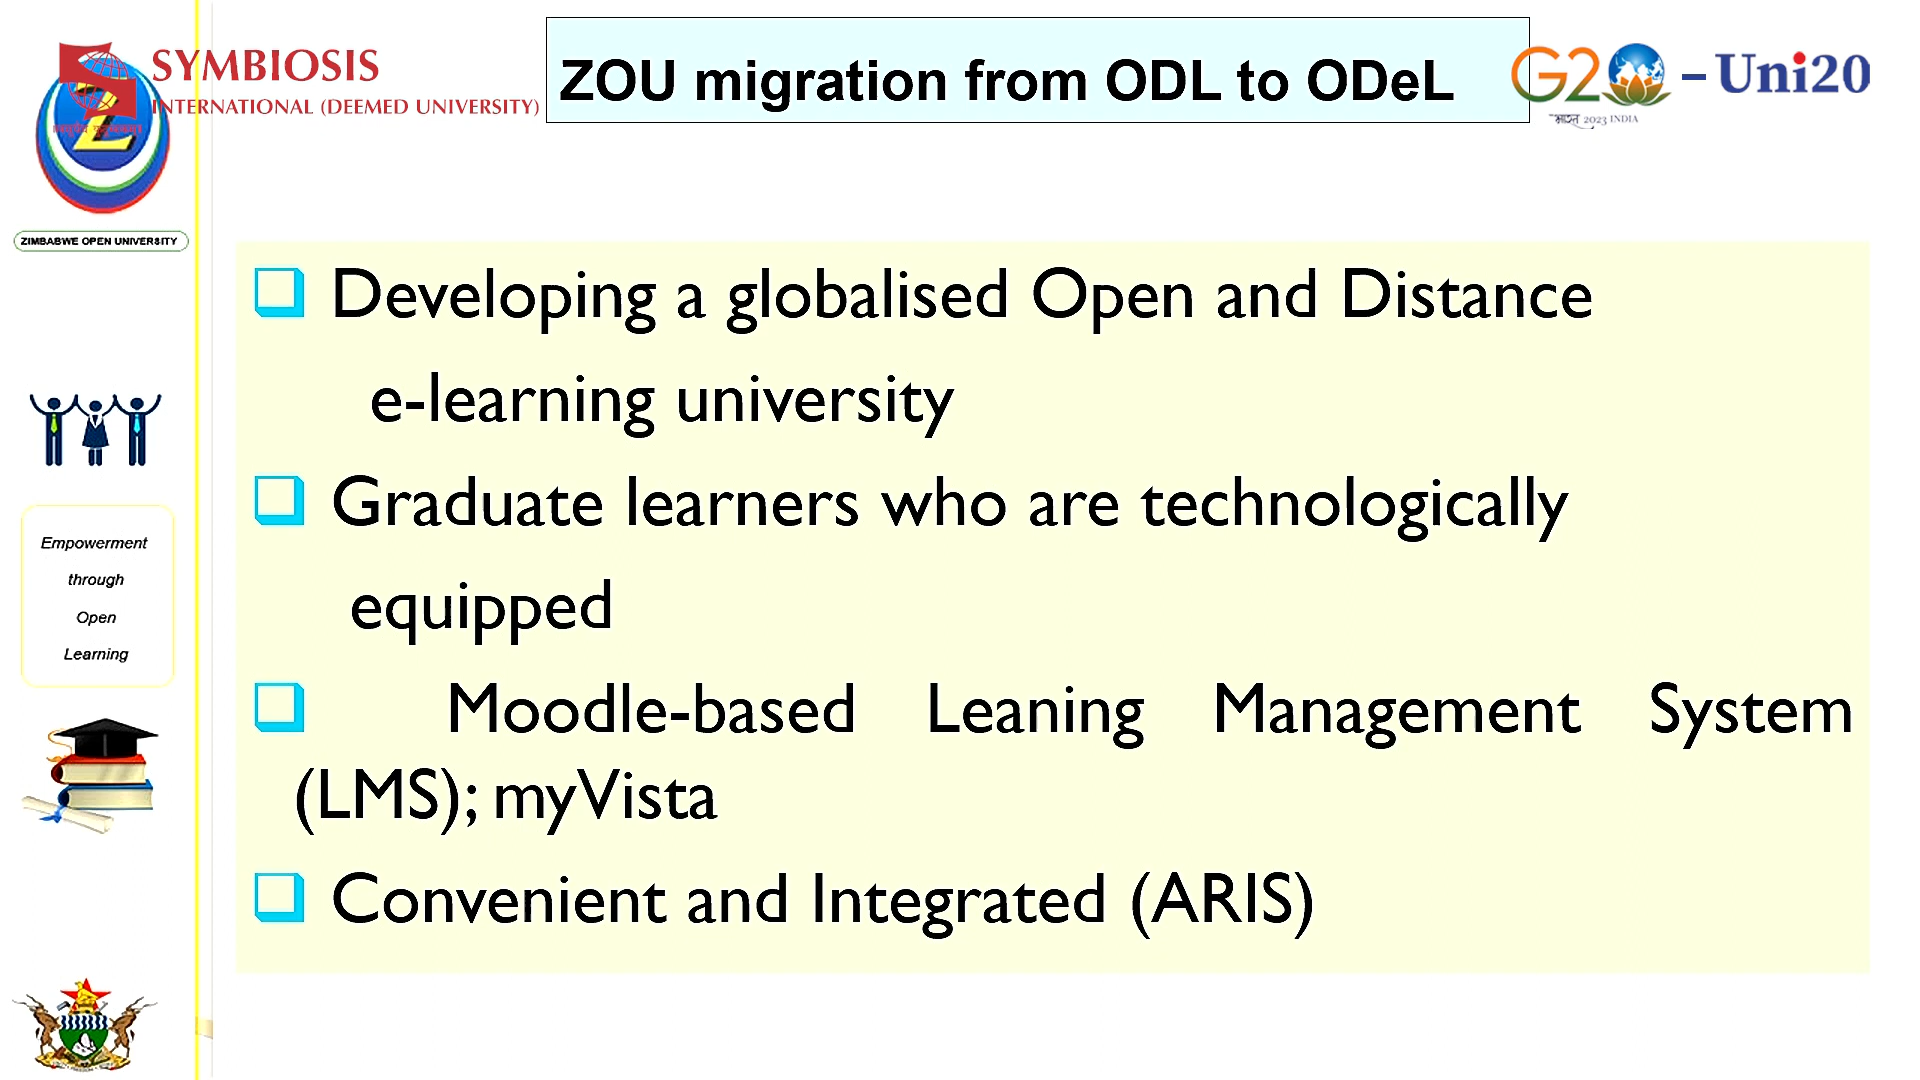 SYMBIOSIS
INTERNATIONAL (DEEMED UNIVERSITY)
ZOU migration from ODL to ODeL
G20 - Uni20
भारत 2023 INDIA
Z
ZIMBABWE OPEN UNIVERSITY
Developing a globalised Open and Distance
e-learning university
Graduate learners who are technologically
equipped
Moodle-based Leaning Management System
(LMS); myVista
Convenient and Integrated (ARIS)
Empowerment
through
Open
Learning